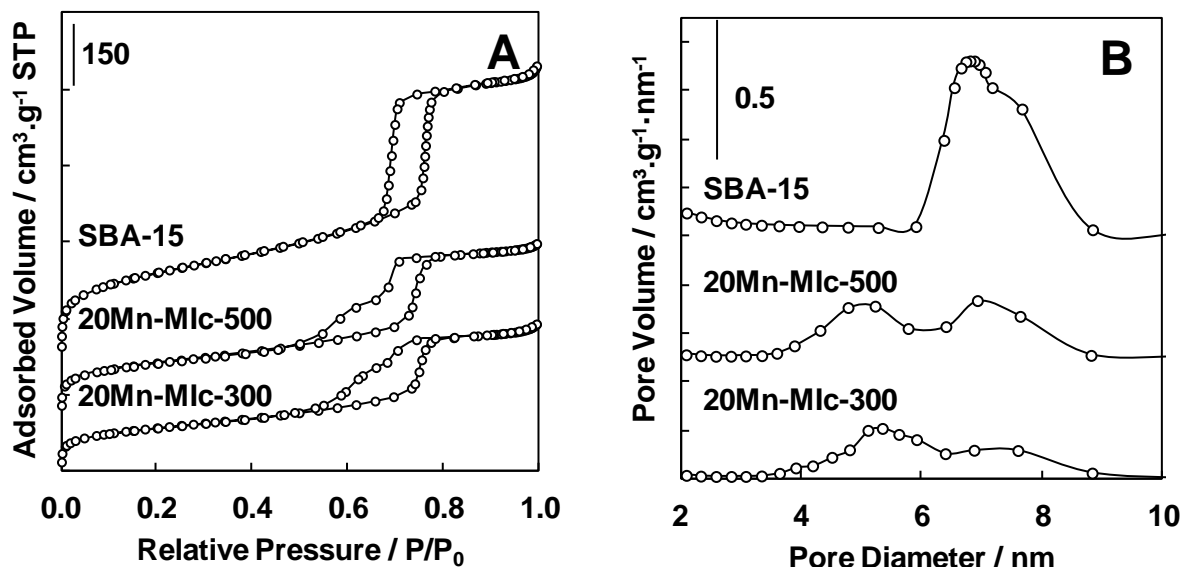 A
150
Adsorbed Volume / cm³.g⁻¹ STP
SBA-15
20Mn-MIc-500
20Mn-MIc-300
0.0 0.2 0.4 0.6 0.8 1.0
Relative Pressure / P/P₀
B
0.5
Pore Volume / cm³.g⁻¹·nm⁻¹
SBA-15
20Mn-MIc-500
20Mn-MIc-300
2 4 6 8 10
Pore Diameter / nm